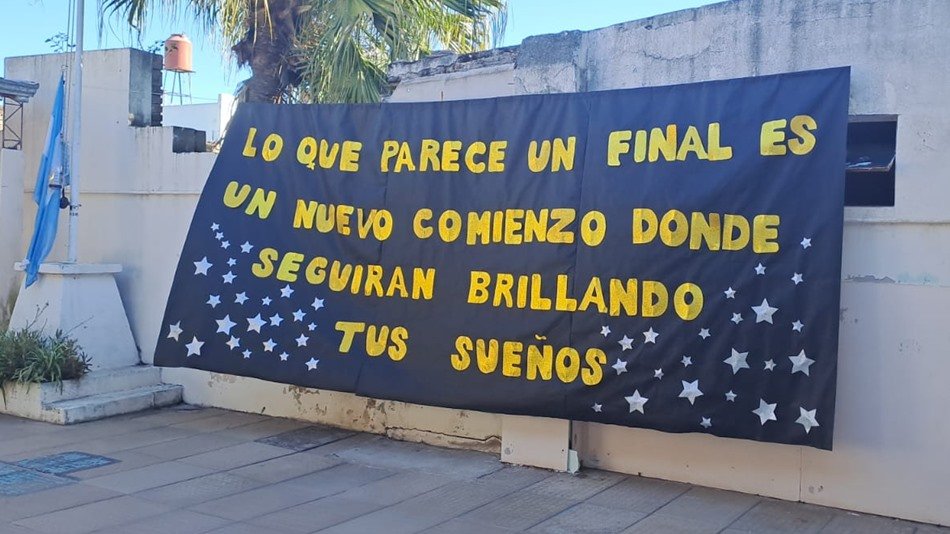 LO QUE PARECE UN FINAL ES
UN NUEVO COMIENZO DONDE
SEGUIRAN BRILLANDO
TUS SUEÑOS